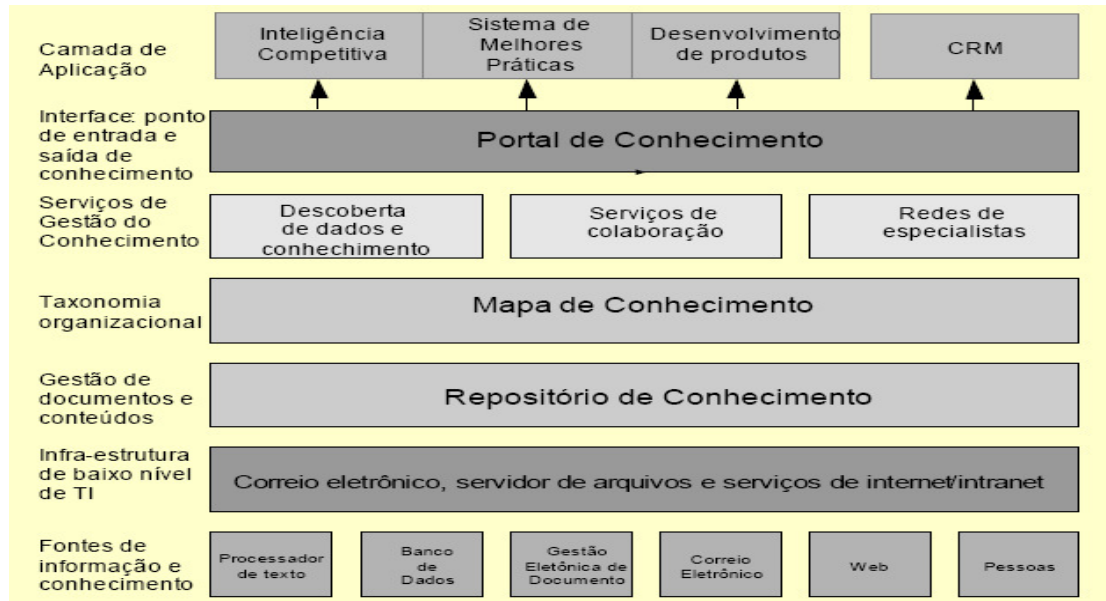 Camada de
Aplicação
Inteligência
Competitiva
Sistema de
Melhores
Práticas
Desenvolvimento
de produtos
CRM
Interface: ponto
de entrada e
saída de
conhecimento
Portal de Conhecimento
Serviços de
Gestão do
Conhecimento
Descoberta
de dados e
conhechimento
Serviços de
colaboração
Redes de
especialistas
Taxonomia
organizacional
Mapa de Conhecimento
Gestão de
documentos e
conteúdos
Repositório de Conhecimento
Infra-estrutura
de baixo nível
de TI
Correio eletrônico, servidor de arquivos e serviços de internet/intranet
Fontes de
informação e
conhecimento
Processador
de texto
Banco
de
Dados
Gestão
Eletônica de
Documento
Correio
Eletrônico
Web
Pessoas